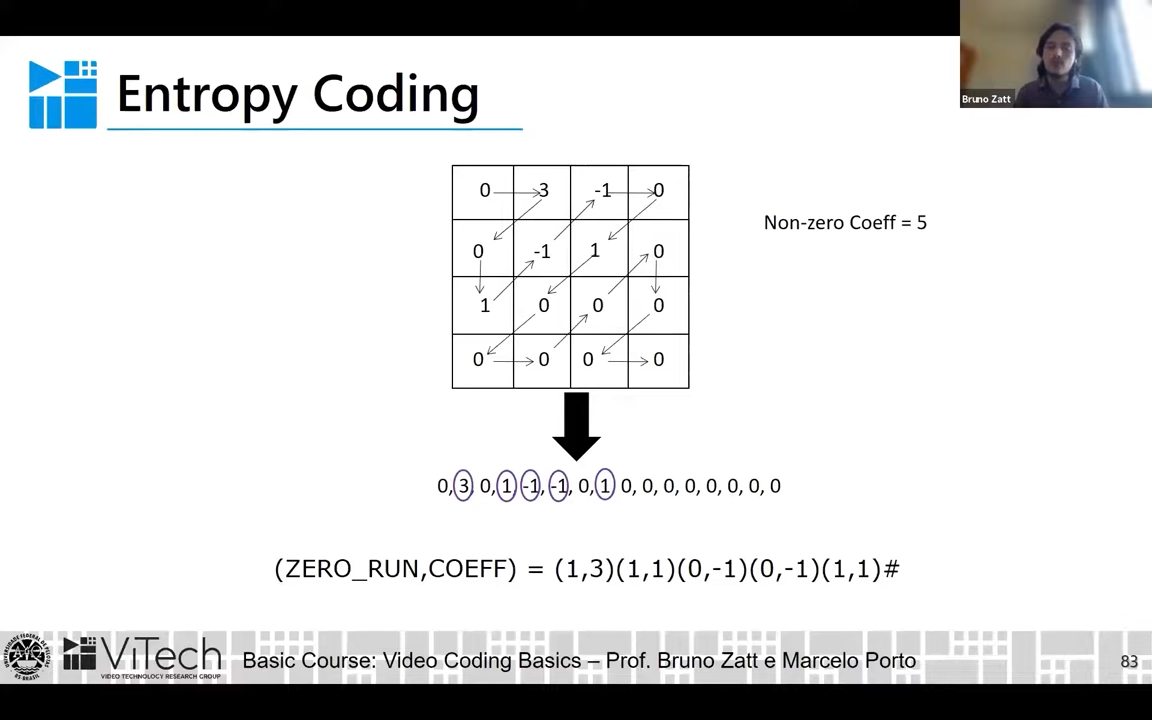 Bruno Zatt
Entropy Coding
0 3 -1 0
Non-zero Coeff = 5
0 -1 1 0
1 0 0 0
0 0 0 0
0, 3, 0, 1, -1, -1, 0, 1 0, 0, 0, 0, 0, 0, 0, 0
(ZERO_RUN,COEFF) = (1,3)(1,1)(0,-1)(0,-1)(1,1)#
ViTech
VIDEO TECHNOLOGY RESEARCH GROUP
Basic Course: Video Coding Basics – Prof. Bruno Zatt e Marcelo Porto
83